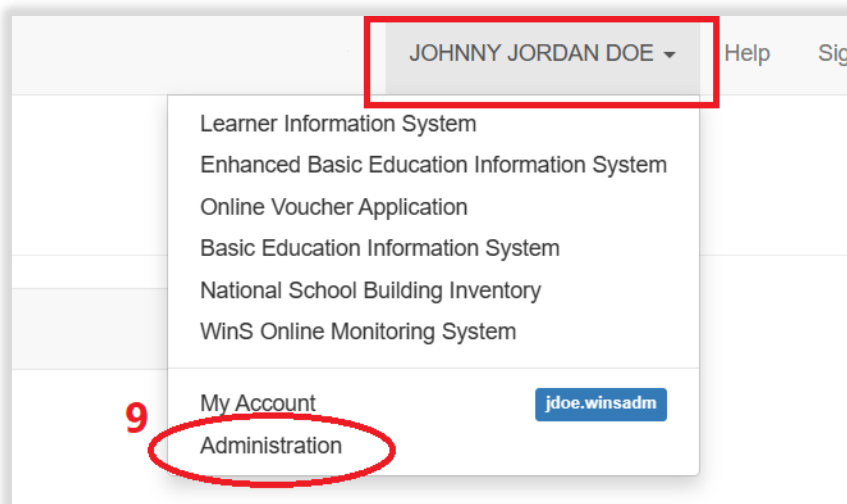 JOHNNY JORDAN DOE Help Sig
Learner Information System
Enhanced Basic Education Information System
Online Voucher Application
Basic Education Information System
National School Building Inventory
WinS Online Monitoring System
My Account jdoe.winsadm
9
Administration